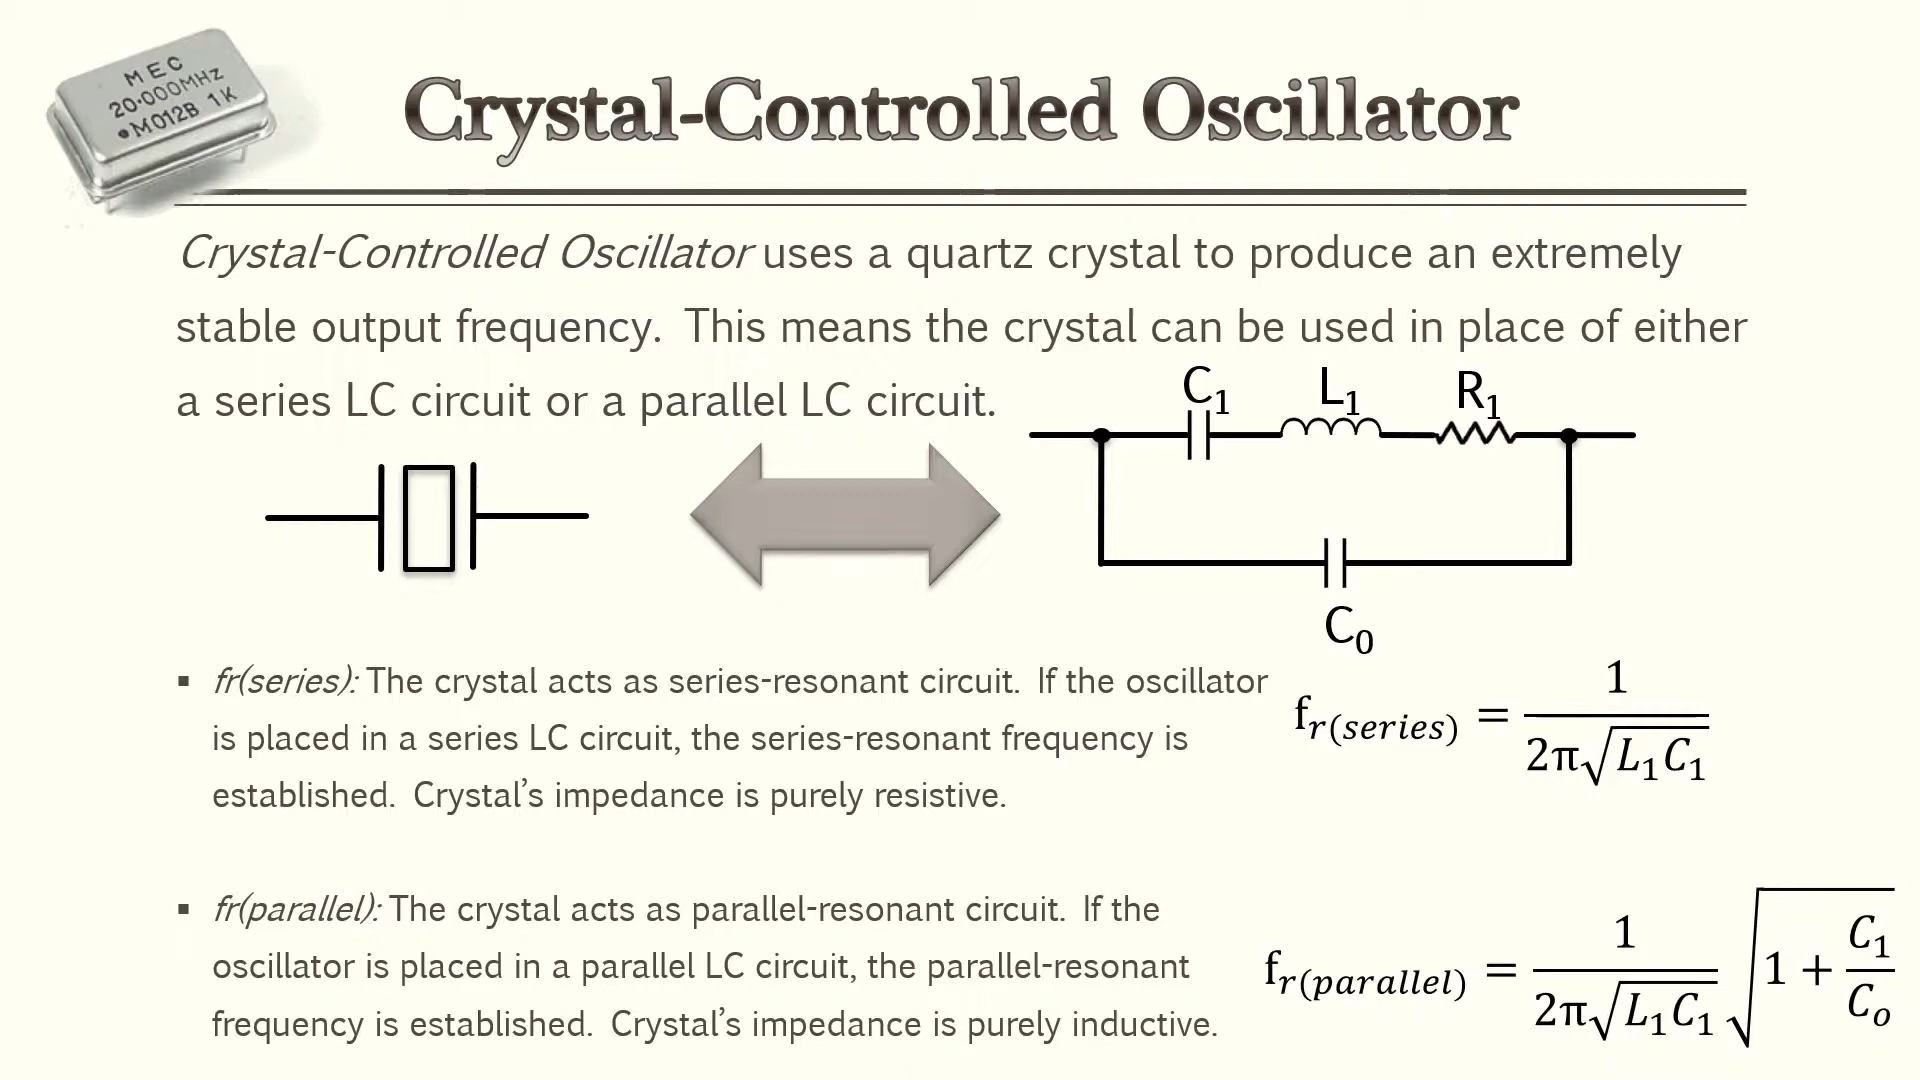 MEC
20.000MHz
•M012B 1K
Crystal-Controlled Oscillator
Crystal-Controlled Oscillator uses a quartz crystal to produce an extremely
stable output frequency. This means the crystal can be used in place of either
a series LC circuit or a parallel LC circuit.
C₁ L₁ R₁
C₀
▪ fr(series): The crystal acts as series-resonant circuit. If the oscillator
is placed in a series LC circuit, the series-resonant frequency is
established. Crystal’s impedance is purely resistive.
f_r(series) = 1 / (2π√(L₁C₁))
▪ fr(parallel): The crystal acts as parallel-resonant circuit. If the
oscillator is placed in a parallel LC circuit, the parallel-resonant
frequency is established. Crystal’s impedance is purely inductive.
f_r(parallel) = 1 / (2π√(L₁C₁)) √(1 + C₁/Cₒ)